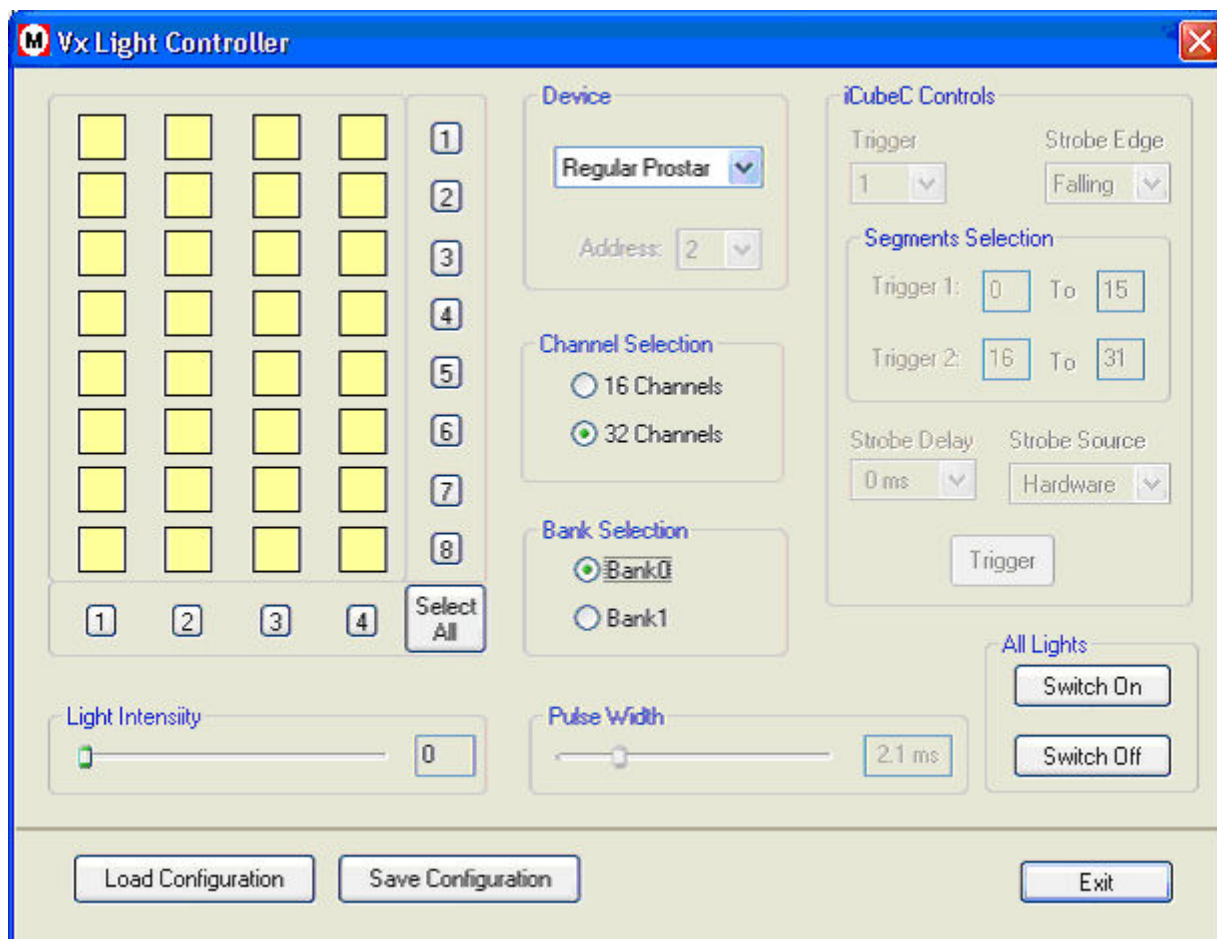 M Vx Light Controller
1
2
3
4
5
6
7
8
1 2 3 4 Select All
Device
Regular Prostar
Address: 2
Channel Selection
16 Channels
32 Channels
Bank Selection
Bank0
Bank1
iCubeC Controls
Trigger Strobe Edge
1 Falling
Segments Selection
Trigger 1: 0 To 15
Trigger 2: 16 To 31
Strobe Delay Strobe Source
0 ms Hardware
Trigger
All Lights
Switch On
Switch Off
Light Intensiity
0
Pulse Width
2.1 ms
Load Configuration Save Configuration Exit